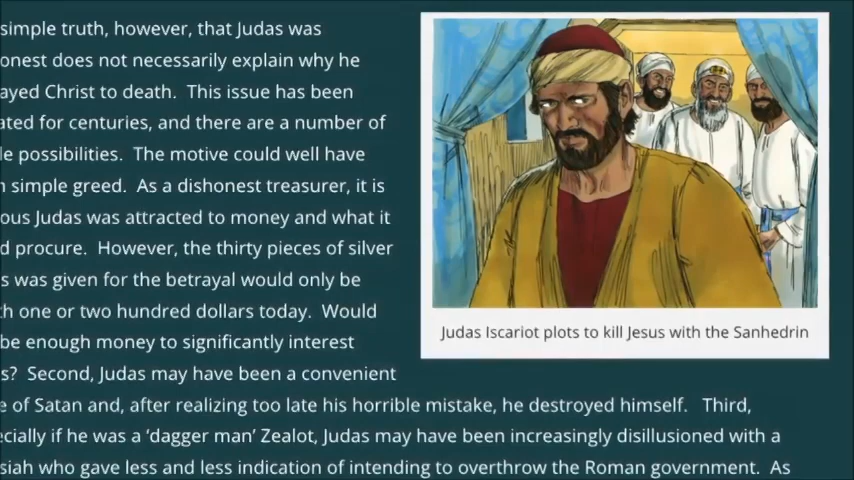 simple truth, however, that Judas was
onest does not necessarily explain why he
ayed Christ to death. This issue has been
ated for centuries, and there are a number of
le possibilities. The motive could well have
n simple greed. As a dishonest treasurer, it is
ous Judas was attracted to money and what it
d procure. However, the thirty pieces of silver
s was given for the betrayal would only be
th one or two hundred dollars today. Would
be enough money to significantly interest
s? Second, Judas may have been a convenient
e of Satan and, after realizing too late his horrible mistake, he destroyed himself. Third,
ecially if he was a ‘dagger man’ Zealot, Judas may have been increasingly disillusioned with a
siah who gave less and less indication of intending to overthrow the Roman government. As
Judas Iscariot plots to kill Jesus with the Sanhedrin